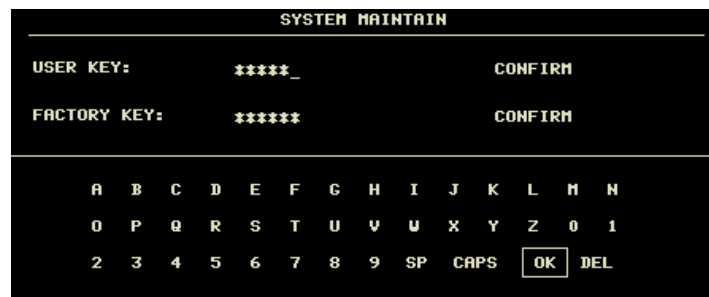 SYSTEM MAINTAIN
USER KEY: *****_ CONFIRM
FACTORY KEY: ****** CONFIRM
A B C D E F G H I J K L M N
O P Q R S T U V W X Y Z 0 1
2 3 4 5 6 7 8 9 SP CAPS OK DEL